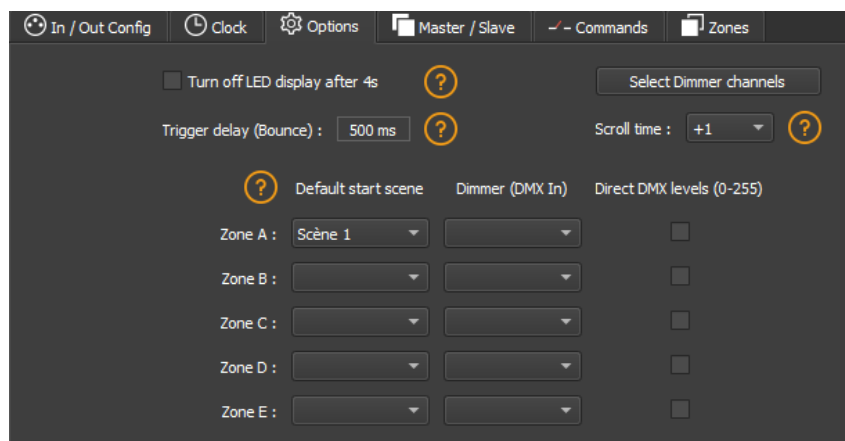 In / Out Config Clock Options Master / Slave Commands Zones
Turn off LED display after 4s ? Select Dimmer channels
Trigger delay (Bounce) : 500 ms ? Scroll time : +1 ?
? Default start scene Dimmer (DMX In) Direct DMX levels (0-255)
Zone A : Scène 1
Zone B :
Zone C :
Zone D :
Zone E :